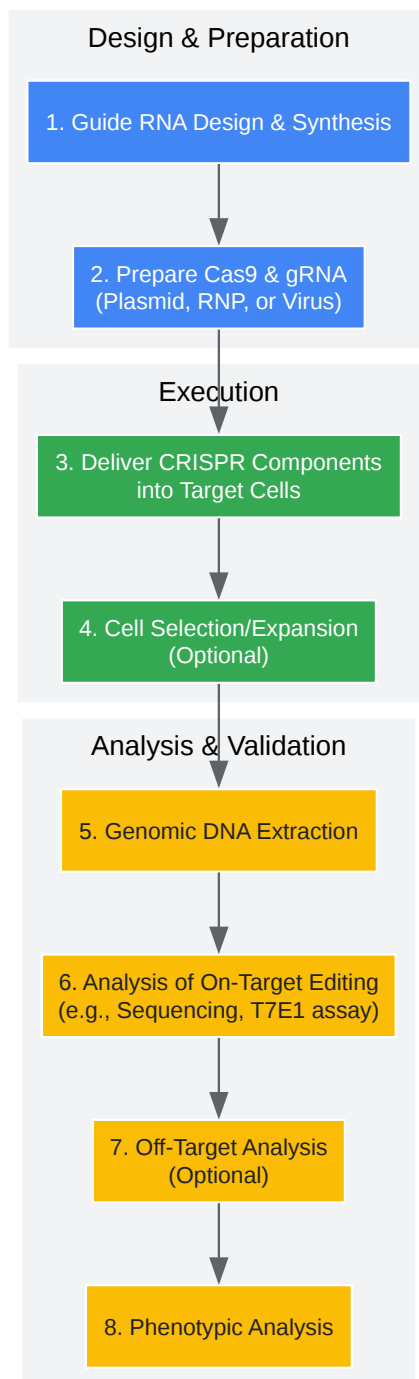 Design & Preparation
1. Guide RNA Design & Synthesis
2. Prepare Cas9 & gRNA
(Plasmid, RNP, or Virus)
Execution
3. Deliver CRISPR Components
into Target Cells
4. Cell Selection/Expansion
(Optional)
Analysis & Validation
5. Genomic DNA Extraction
6. Analysis of On-Target Editing
(e.g., Sequencing, T7E1 assay)
7. Off-Target Analysis
(Optional)
8. Phenotypic Analysis